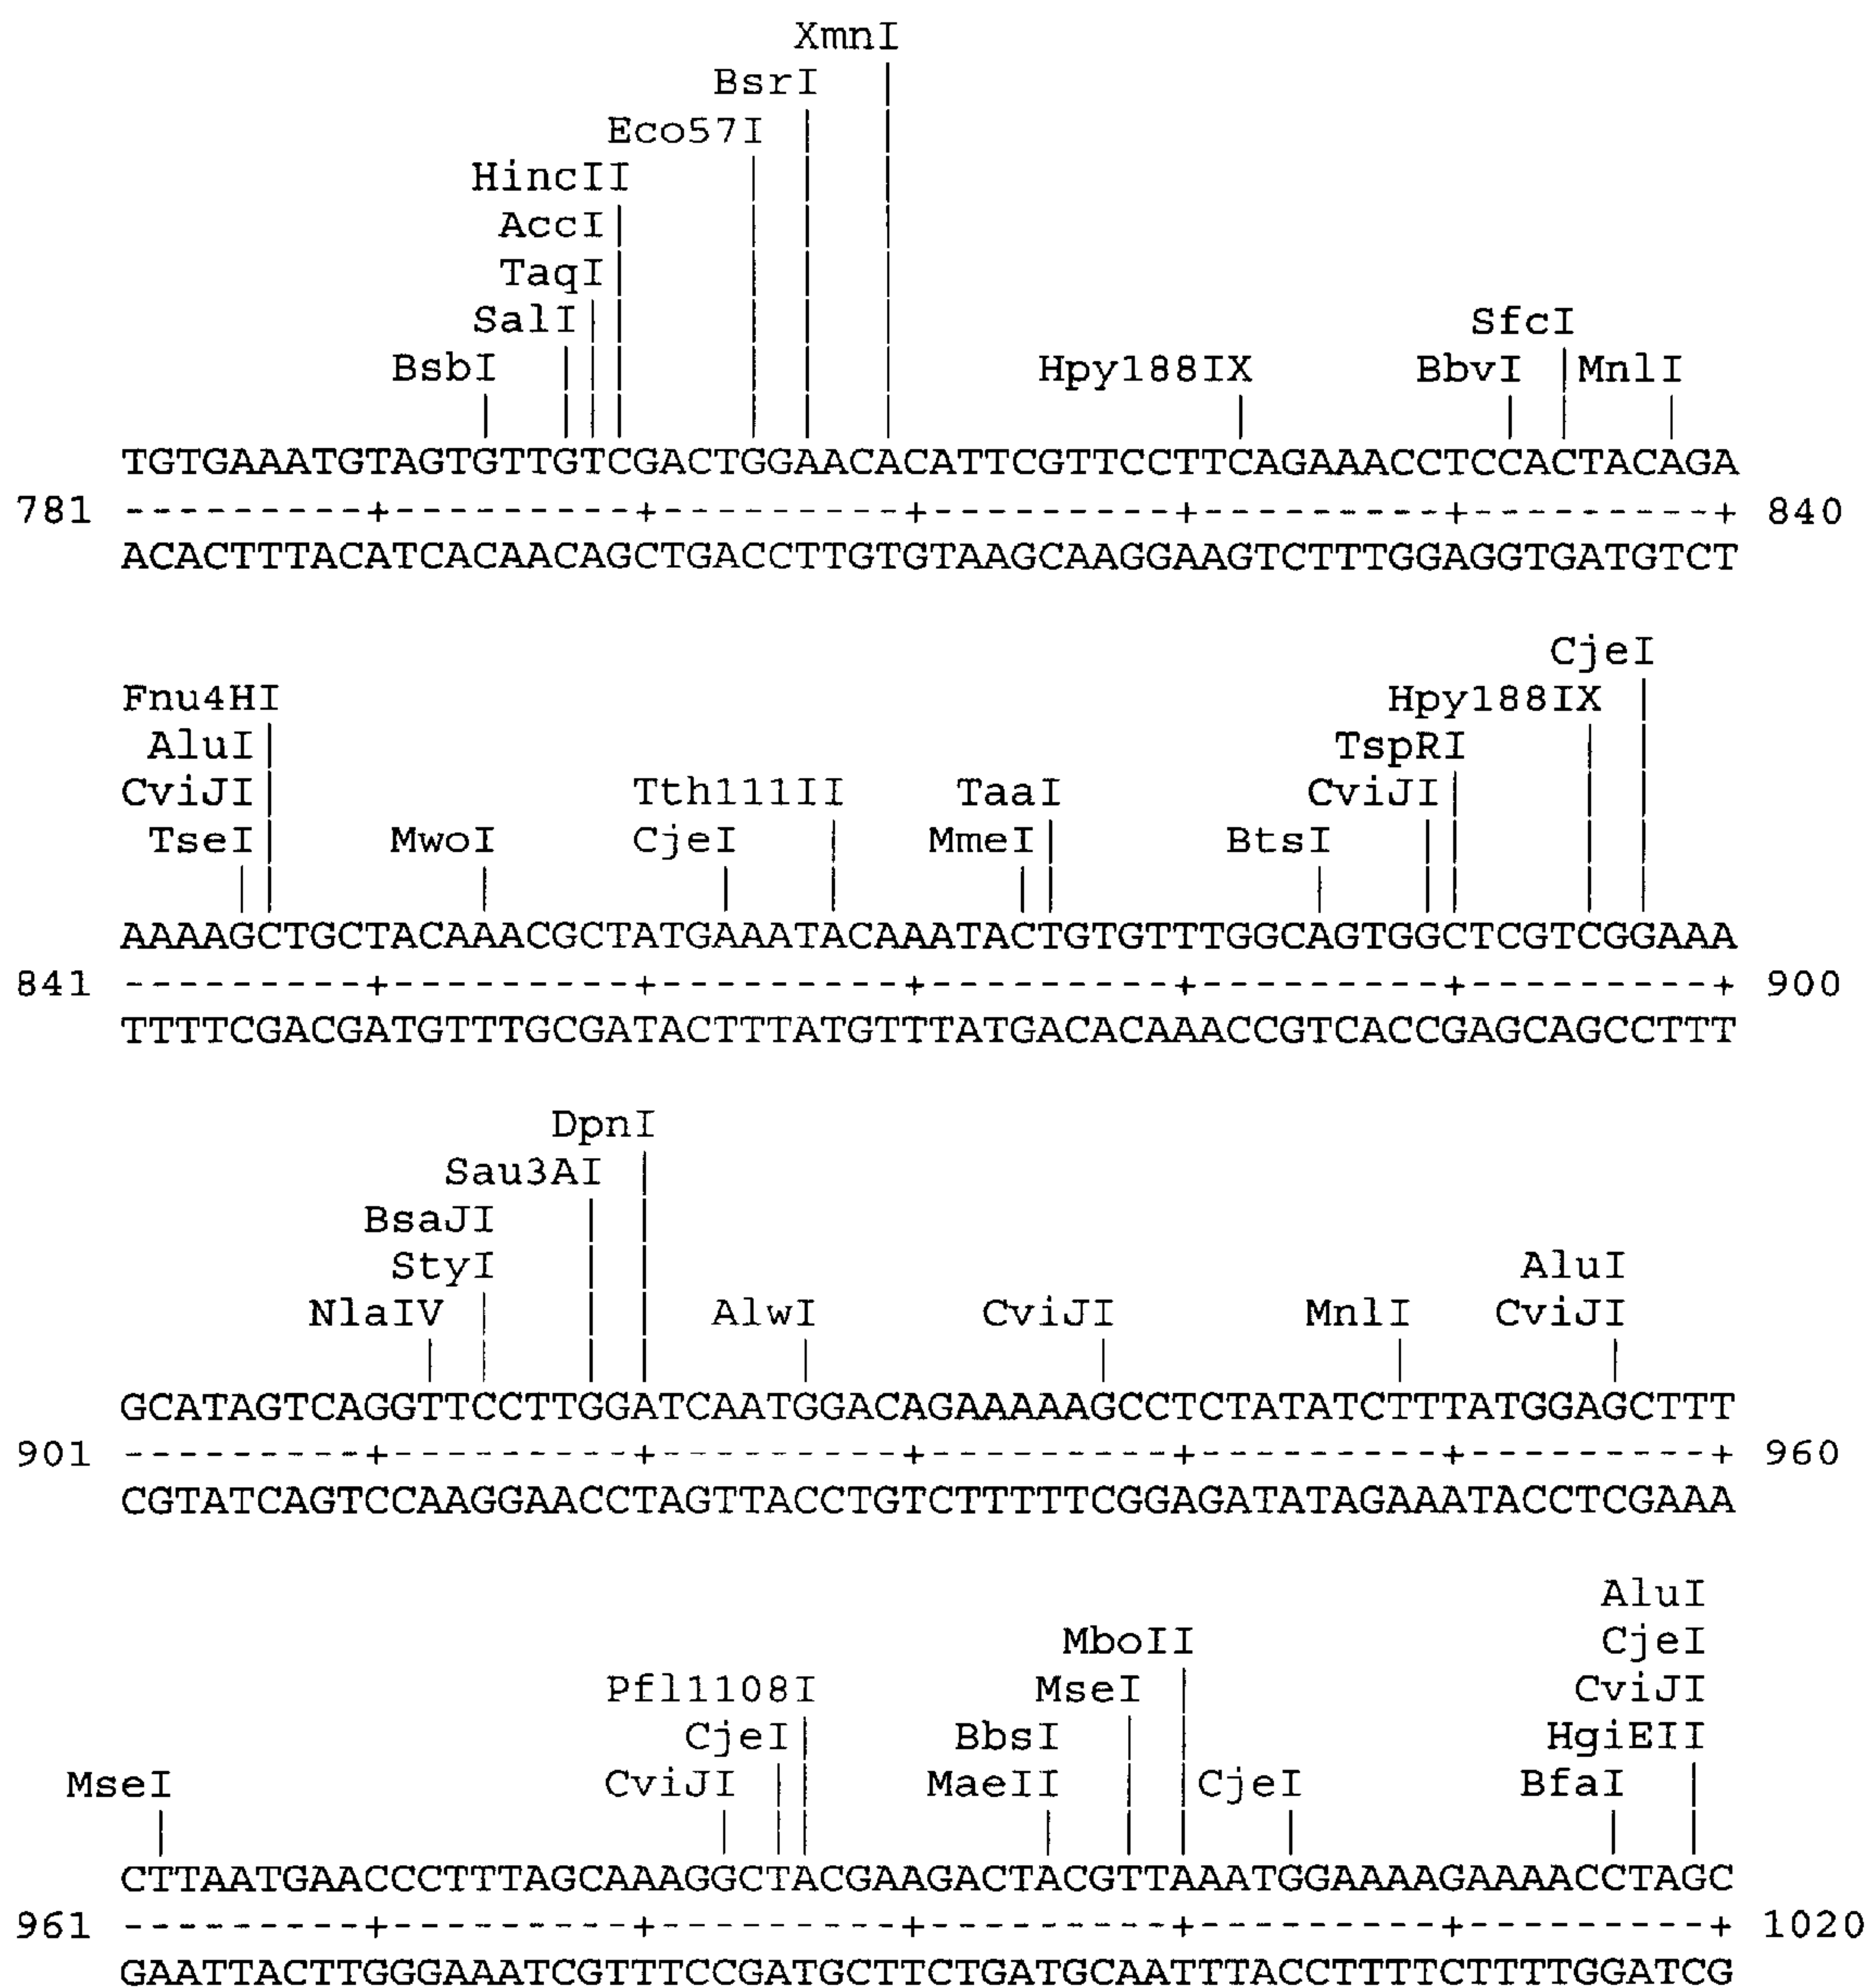 XmnI
BsrI
Eco57I
HincII
AccI
TaqI
SalI SfcI
BsbI Hpy188IX BbvI MnlI
TGTGAAATGTAGTGTTGTCGACTGGAACACATTCGTTCCTTCAGAAACCTCCACTACAGA
781 ---------+---------+---------+---------+---------+---------+ 840
ACACTTTACATCACAACAGCTGACCTTGTGTAAGCAAGGAAGTCTTTGGAGGTGATGTCT
CjeI
Fnu4HI Hpy188IX
AluI TspRI
CviJI Tth111II TaaI CviJI
TseI MwoI CjeI MmeI BtsI
AAAAGCTGCTACAAACGCTATGAAATACAAATACTGTGTTTGGCAGTGGCTCGTCGGAAA
841 ---------+---------+---------+---------+---------+---------+ 900
TTTTCGACGATGTTTGCGATACTTTATGTTTATGACACAAACCGTCACCGAGCAGCCTTT
DpnI
Sau3AI
BsaJI
StyI AluI
NlaIV AlwI CviJI MnlI CviJI
GCATAGTCAGGTTCCTTGGATCAATGGACAGAAAAAGCCTCTATATCTTTATGGAGCTTT
901 ---------+---------+---------+---------+---------+---------+ 960
CGTATCAGTCCAAGGAACCTAGTTACCTGTCTTTTTCGGAGATATAGAAATACCTCGAAA
AluI
MboII CjeI
Pfl1108I MseI CviJI
CjeI BbsI HgiEII
MseI CviJI MaeII CjeI BfaI
CTTAATGAACCCTTTAGCAAAGGCTACGAAGACTACGTTAAATGGAAAAGAAAACCTAGC
961 ---------+---------+---------+---------+---------+---------+ 1020
GAATTACTTGGGAAATCGTTTCCGATGCTTCTGATGCAATTTACCTTTTCTTTTGGATCG